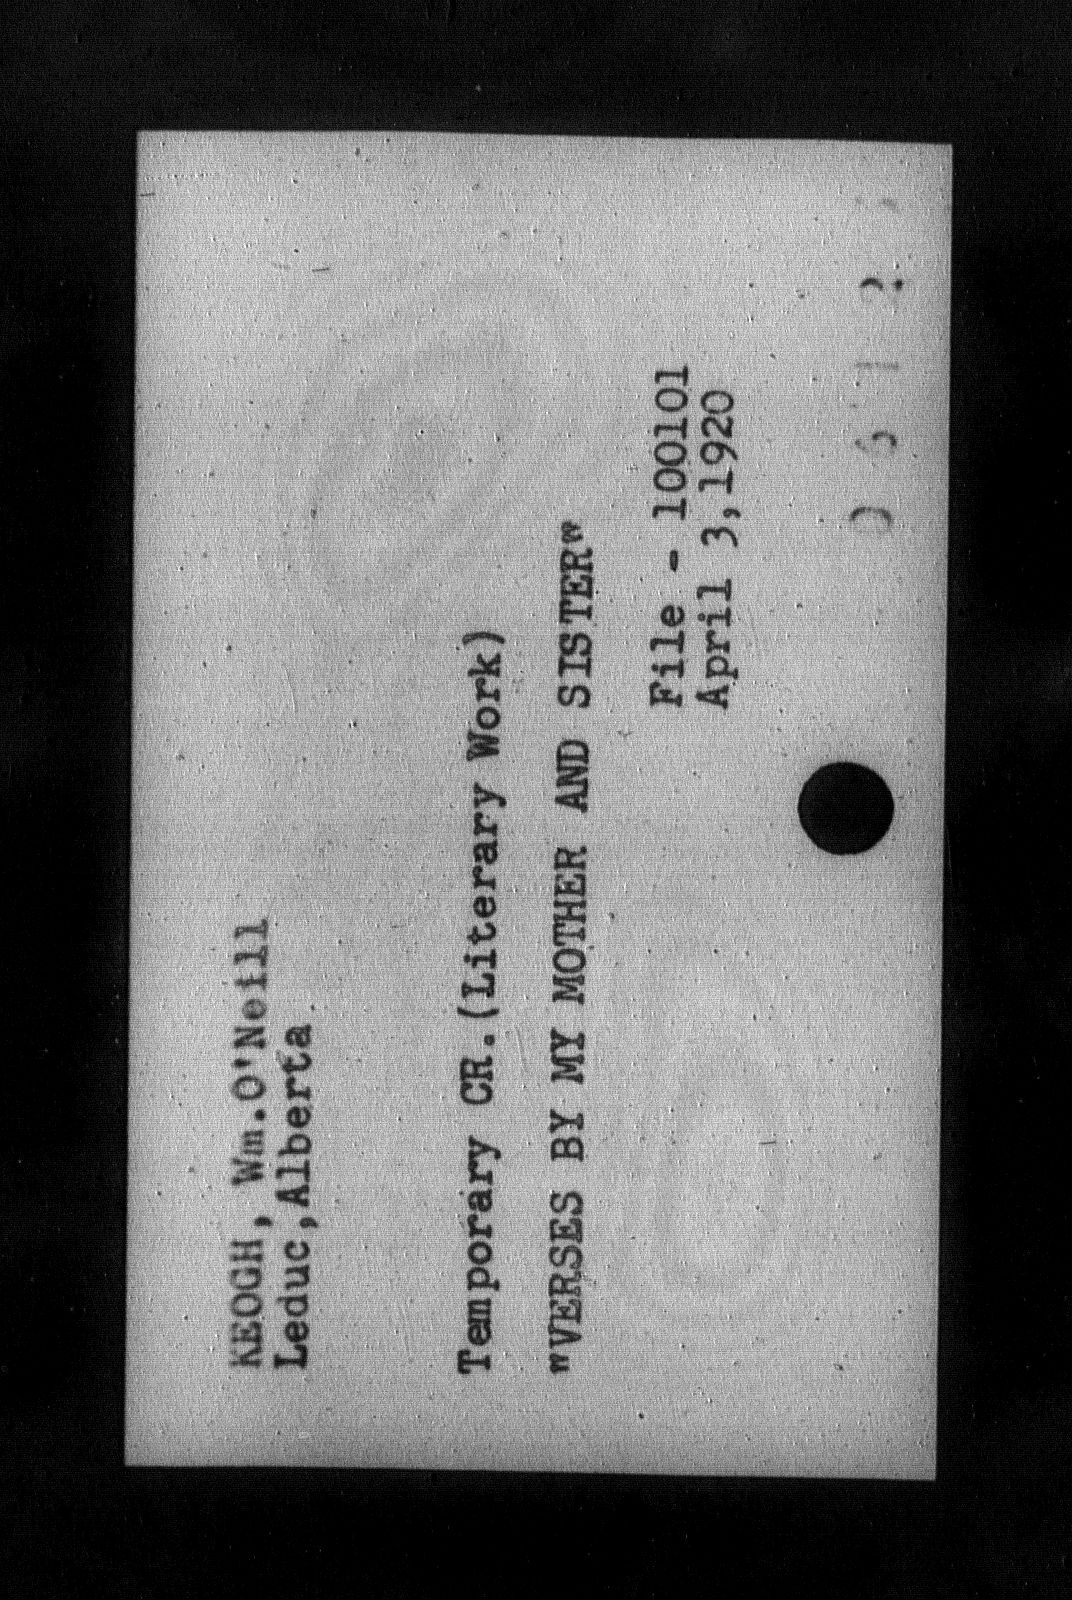 KEOGH, Wm.O'Neill
Leduc,Alberta
Temporary CR.(Literary Work)
"VERSES BY MY MOTHER AND SISTER"
File - 100101
April 3,1920